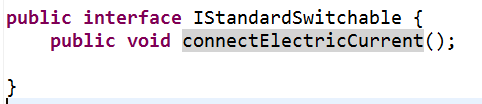 public interface IStandardSwitchable {
public void connectElectricCurrent();
}